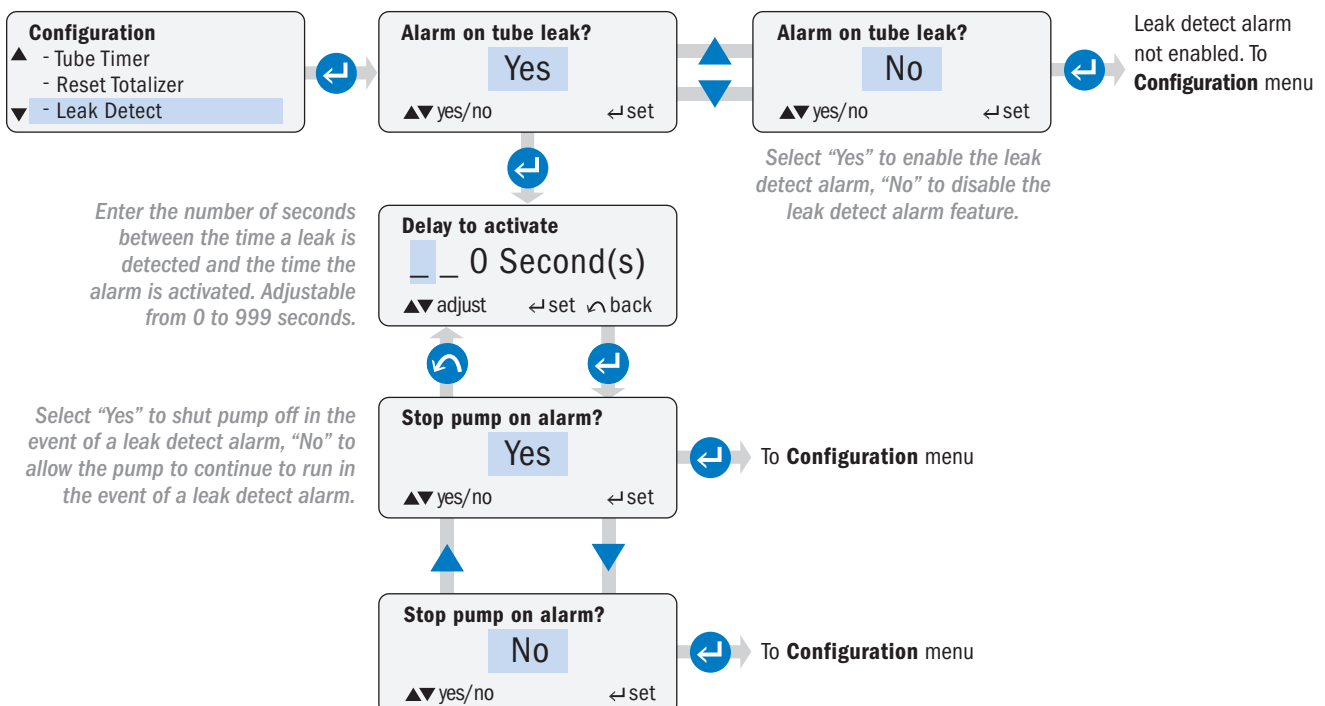 Configuration
- Tube Timer
- Reset Totalizer
- Leak Detect
Alarm on tube leak?
Yes
▲▼ yes/no ↵ set
Alarm on tube leak?
No
▲▼ yes/no ↵ set
Leak detect alarm
not enabled. To
Configuration menu
Select “Yes” to enable the leak
detect alarm, “No” to disable the
leak detect alarm feature.
Enter the number of seconds
between the time a leak is
detected and the time the
alarm is activated. Adjustable
from 0 to 999 seconds.
Delay to activate
_ _ 0 Second(s)
▲▼ adjust ↵ set ↶ back
Select “Yes” to shut pump off in the
event of a leak detect alarm, “No” to
allow the pump to continue to run in
the event of a leak detect alarm.
Stop pump on alarm?
Yes
▲▼ yes/no ↵ set
To Configuration menu
Stop pump on alarm?
No
▲▼ yes/no ↵ set
To Configuration menu